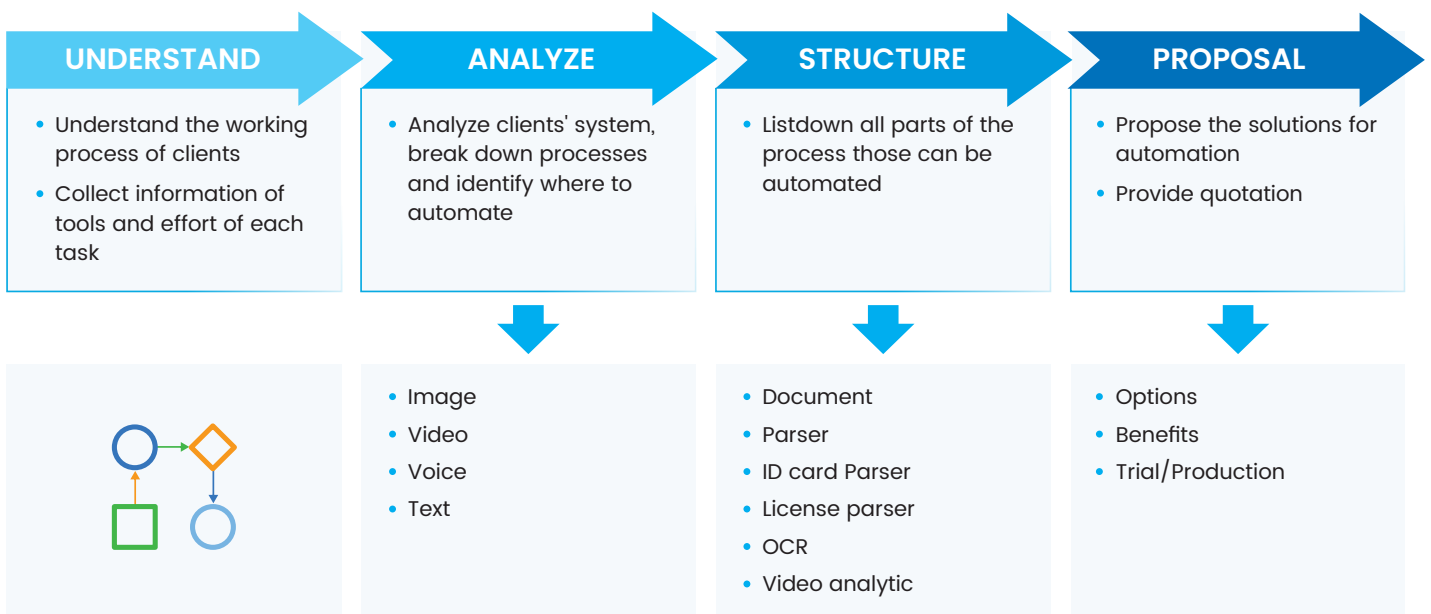 UNDERSTAND
• Understand the working
process of clients
• Collect information of
tools and effort of each
task
ANALYZE
• Analyze clients' system,
break down processes
and identify where to
automate
STRUCTURE
• Listdown all parts of the
process those can be
automated
PROPOSAL
• Propose the solutions for
automation
• Provide quotation
• Image
• Video
• Voice
• Text
• Document
• Parser
• ID card Parser
• License parser
• OCR
• Video analytic
• Options
• Benefits
• Trial/Production